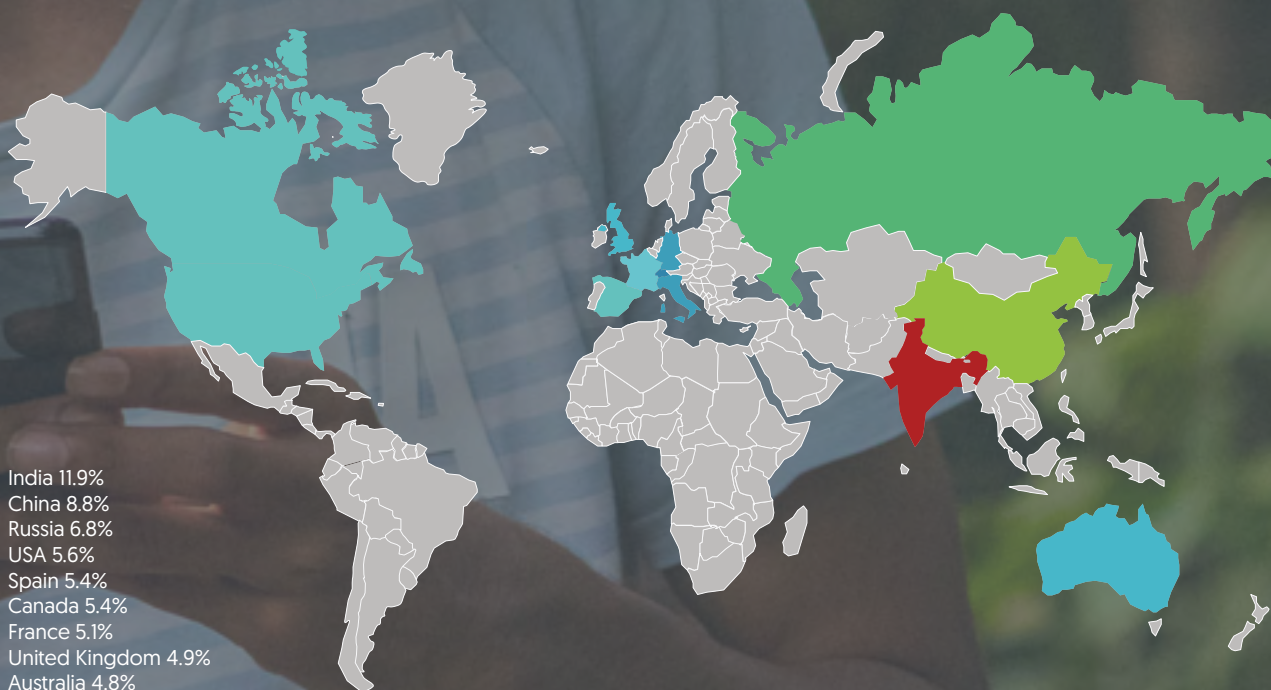 India 11.9%
China 8.8%
Russia 6.8%
USA 5.6%
Spain 5.4%
Canada 5.4%
France 5.1%
United Kingdom 4.9%
Australia 4.8%